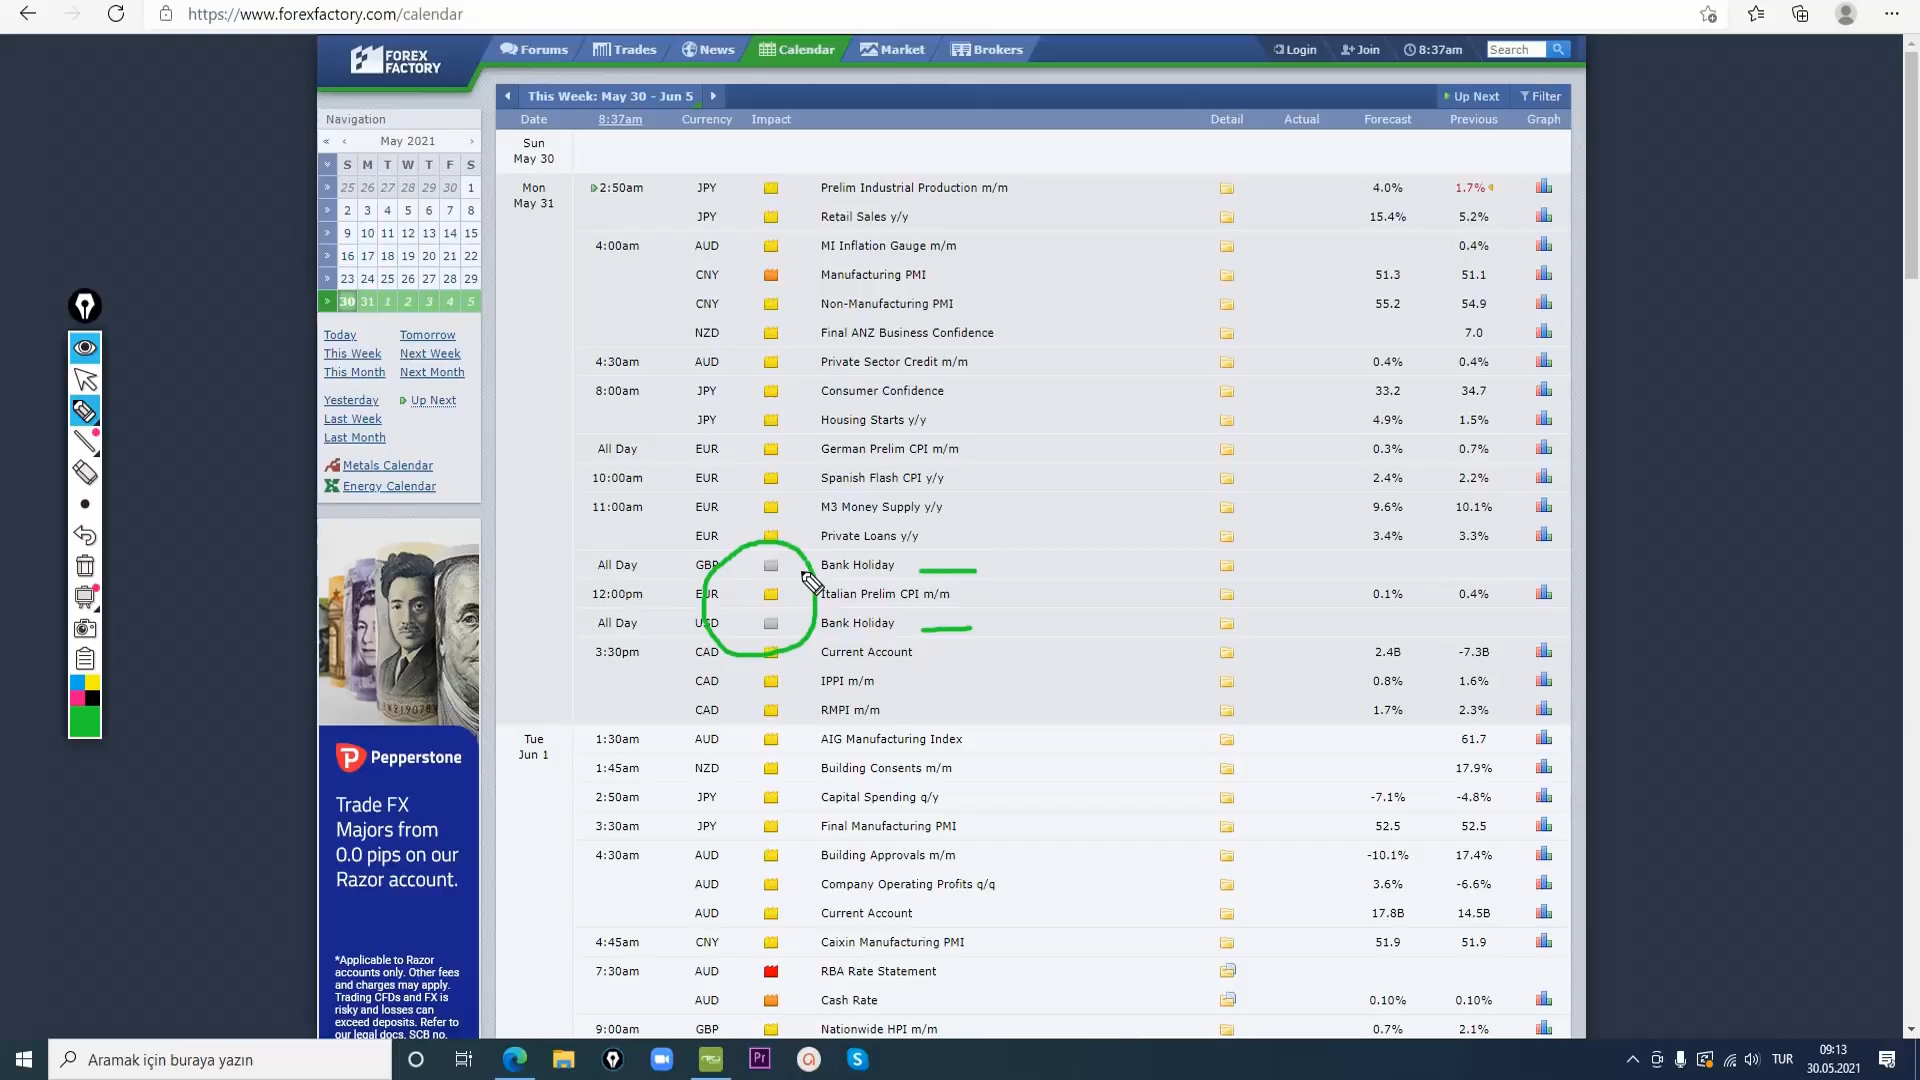 https://www.forexfactory.com/calendar
FOREX
FACTORY
Forums
Trades
News
Calendar
Market
Brokers
Login
Join
8:37am
Search
Navigation
« ‹ May 2021 ›
S M T W T F S
» 25 26 27 28 29 30 1
» 2 3 4 5 6 7 8
» 9 10 11 12 13 14 15
» 16 17 18 19 20 21 22
» 23 24 25 26 27 28 29
» 30 31 1 2 3 4 5
Today Tomorrow
This Week Next Week
This Month Next Month
Yesterday Up Next
Last Week
Last Month
Metals Calendar
Energy Calendar
Pepperstone
Trade FX
Majors from
0.0 pips on our
Razor account.
*Applicable to Razor
accounts only. Other fees
and charges may apply.
Trading CFDs and FX is
risky and losses can
exceed deposits. Refer to
our legal docs. SCB no.
This Week: May 30 - Jun 5
Up Next Filter
Date 8:37am Currency Impact Detail Actual Forecast Previous Graph
Sun
May 30
Mon
May 31
2:50am JPY Prelim Industrial Production m/m 4.0% 1.7%
JPY Retail Sales y/y 15.4% 5.2%
4:00am AUD MI Inflation Gauge m/m 0.4%
CNY Manufacturing PMI 51.3 51.1
CNY Non-Manufacturing PMI 55.2 54.9
NZD Final ANZ Business Confidence 7.0
4:30am AUD Private Sector Credit m/m 0.4% 0.4%
8:00am JPY Consumer Confidence 33.2 34.7
JPY Housing Starts y/y 4.9% 1.5%
All Day EUR German Prelim CPI m/m 0.3% 0.7%
10:00am EUR Spanish Flash CPI y/y 2.4% 2.2%
11:00am EUR M3 Money Supply y/y 9.6% 10.1%
EUR Private Loans y/y 3.4% 3.3%
All Day GBP Bank Holiday
12:00pm EUR Italian Prelim CPI m/m 0.1% 0.4%
All Day USD Bank Holiday
3:30pm CAD Current Account 2.4B -7.3B
CAD IPPI m/m 0.8% 1.6%
CAD RMPI m/m 1.7% 2.3%
Tue
Jun 1
1:30am AUD AIG Manufacturing Index 61.7
1:45am NZD Building Consents m/m 17.9%
2:50am JPY Capital Spending q/y -7.1% -4.8%
3:30am JPY Final Manufacturing PMI 52.5 52.5
4:30am AUD Building Approvals m/m -10.1% 17.4%
AUD Company Operating Profits q/q 3.6% -6.6%
AUD Current Account 17.8B 14.5B
4:45am CNY Caixin Manufacturing PMI 51.9 51.9
7:30am AUD RBA Rate Statement
AUD Cash Rate 0.10% 0.10%
9:00am GBP Nationwide HPI m/m 0.7% 2.1%
Aramak için buraya yazın
Pr
TUR
09:13
30.05.2021